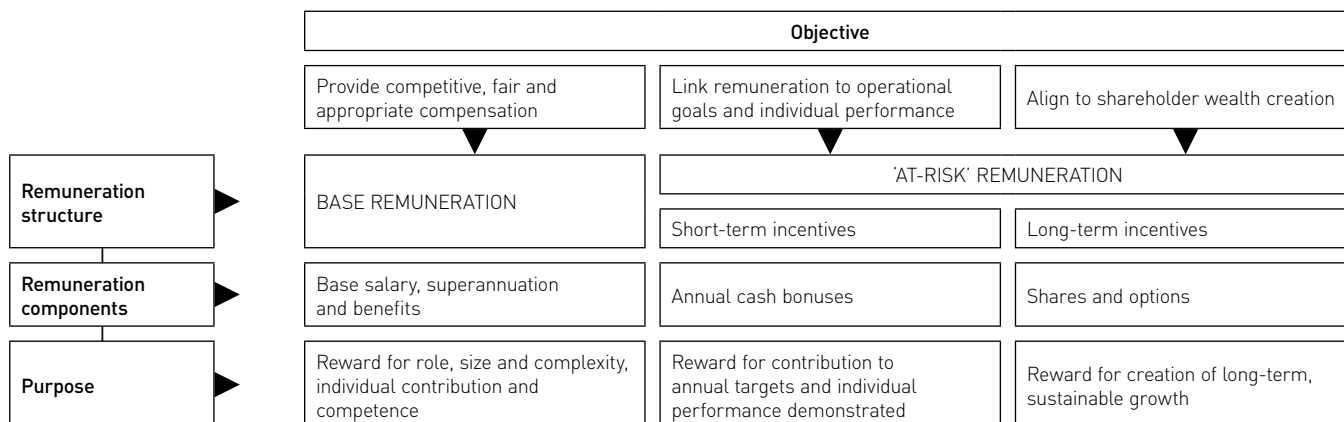 Objective
Provide competitive, fair and
appropriate compensation
Link remuneration to operational
goals and individual performance
Align to shareholder wealth creation
Remuneration
structure
BASE REMUNERATION
'AT-RISK' REMUNERATION
Short-term incentives
Long-term incentives
Remuneration
components
Base salary, superannuation
and benefits
Annual cash bonuses
Shares and options
Purpose
Reward for role, size and complexity,
individual contribution and
competence
Reward for contribution to
annual targets and individual
performance demonstrated
Reward for creation of long-term,
sustainable growth